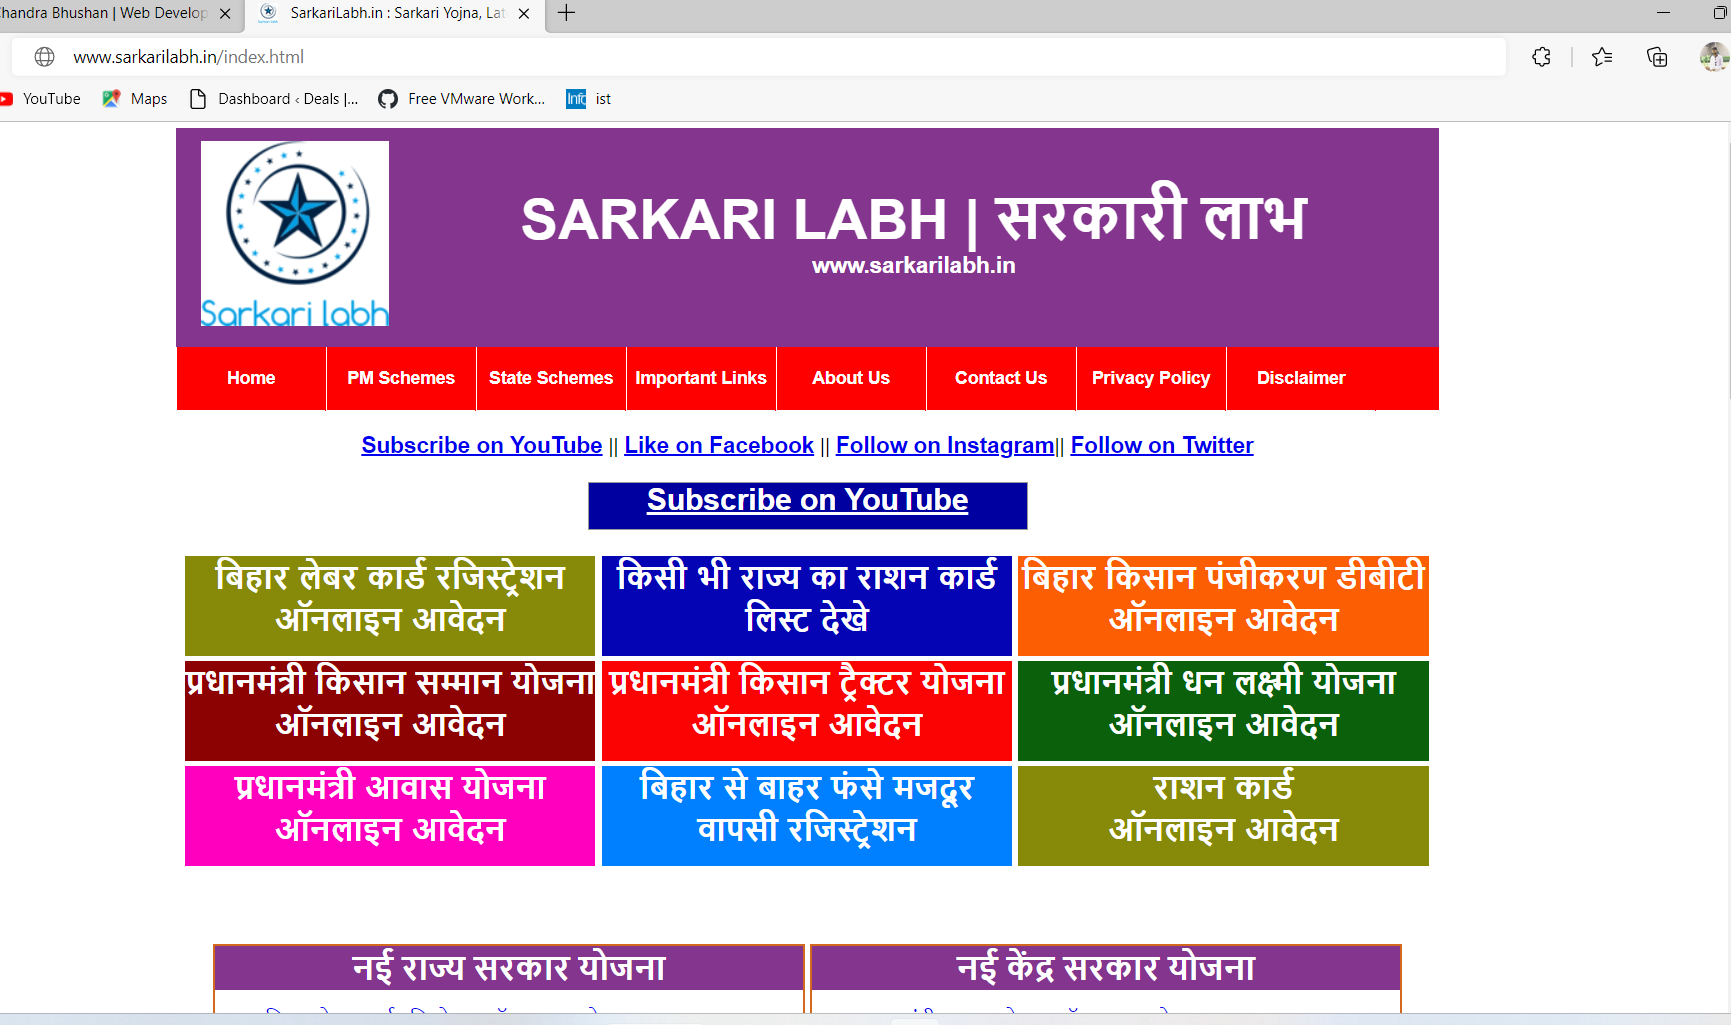 Chandra Bhushan | Web Develop
SarkariLabh.in : Sarkari Yojna, Lat
www.sarkarilabh.in/index.html
YouTube
Maps
Dashboard ‹ Deals |...
Free VMware Work...
Info
ist
Sarkari labh
SARKARI LABH | सरकारी लाभ
www.sarkarilabh.in
Home
PM Schemes
State Schemes
Important Links
About Us
Contact Us
Privacy Policy
Disclaimer
Subscribe on YouTube || Like on Facebook || Follow on Instagram|| Follow on Twitter
Subscribe on YouTube
बिहार लेबर कार्ड रजिस्ट्रेशन
ऑनलाइन आवेदन
किसी भी राज्य का राशन कार्ड
लिस्ट देखे
बिहार किसान पंजीकरण डीबीटी
ऑनलाइन आवेदन
प्रधानमंत्री किसान सम्मान योजना
ऑनलाइन आवेदन
प्रधानमंत्री किसान ट्रैक्टर योजना
ऑनलाइन आवेदन
प्रधानमंत्री धन लक्ष्मी योजना
ऑनलाइन आवेदन
प्रधानमंत्री आवास योजना
ऑनलाइन आवेदन
बिहार से बाहर फंसे मजदूर
वापसी रजिस्ट्रेशन
राशन कार्ड
ऑनलाइन आवेदन
नई राज्य सरकार योजना
नई केंद्र सरकार योजना